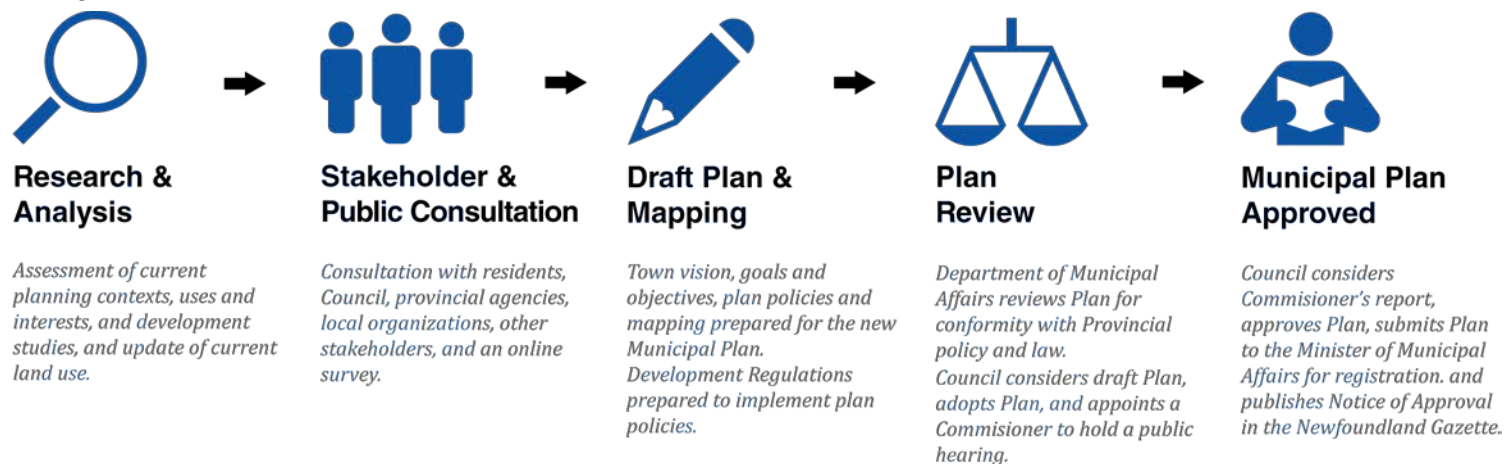 Research &
Analysis
Assessment of current
planning contexts, uses and
interests, and development
studies, and update of current
land use.
Stakeholder &
Public Consultation
Consultation with residents,
Council, provincial agencies,
local organizations, other
stakeholders, and an online
survey.
Draft Plan &
Mapping
Town vision, goals and
objectives, plan policies and
mapping prepared for the new
Municipal Plan.
Development Regulations
prepared to implement plan
policies.
Plan
Review
Department of Municipal
Affairs reviews Plan for
conformity with Provincial
policy and law.
Council considers draft Plan,
adopts Plan, and appoints a
Commisioner to hold a public
hearing.
Municipal Plan
Approved
Council considers
Commisioner's report,
approves Plan, submits Plan
to the Minister of Municipal
Affairs for registration. and
publishes Notice of Approval
in the Newfoundland Gazette.